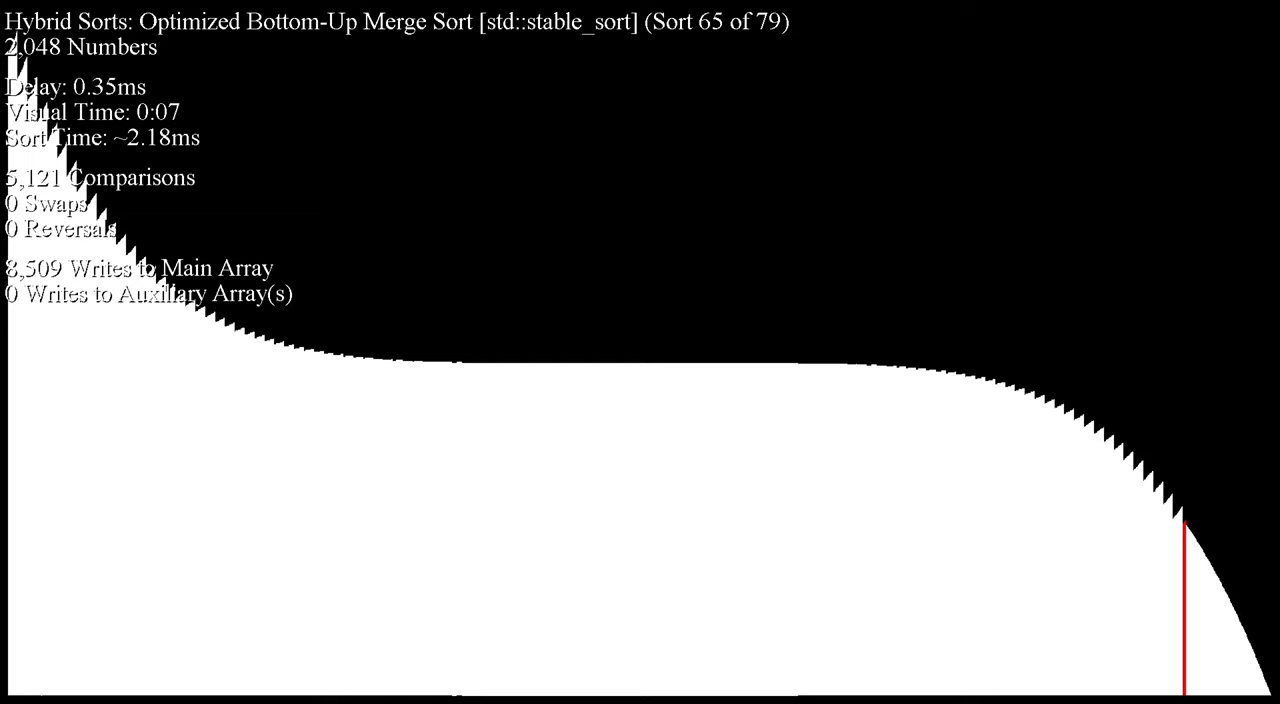 Hybrid Sorts: Optimized Bottom-Up Merge Sort [std::stable_sort] (Sort 65 of 79)
2,048 Numbers
Delay: 0.35ms
Visual Time: 0:07
Sort Time: ~2.18ms
5,121 Comparisons
0 Swaps
0 Reversals
8,509 Writes to Main Array
0 Writes to Auxiliary Array(s)